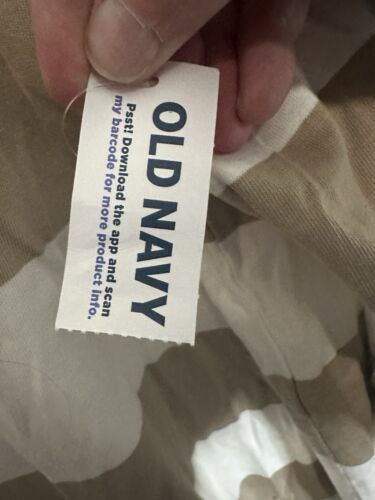 OLD NAVY
Psst! Download the app and scan
my barcode for more product info.